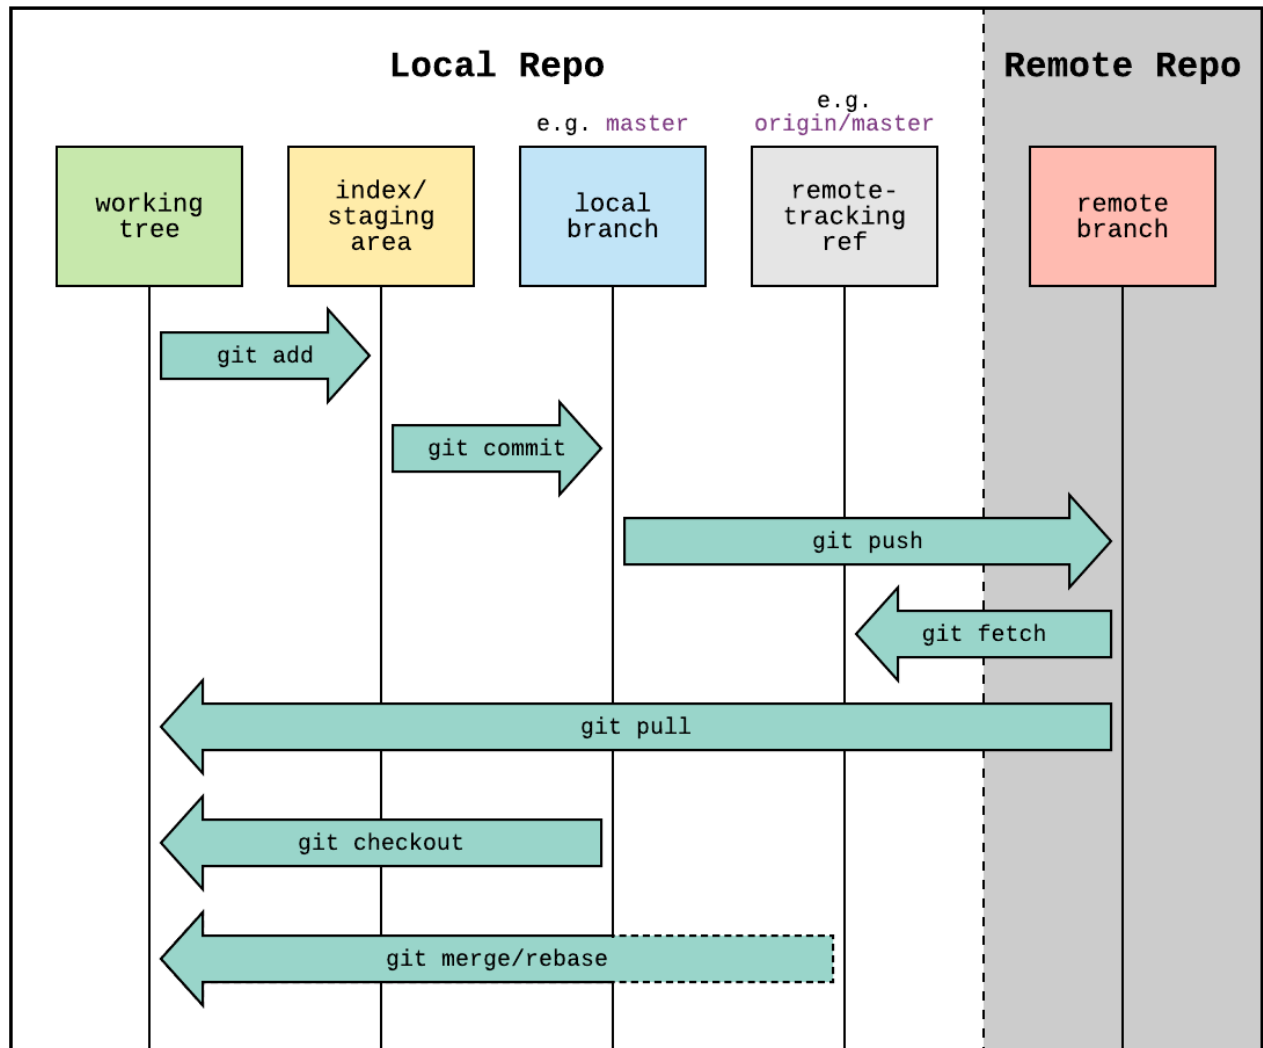 Local Repo
Remote Repo
e.g. master
e.g.
origin/master
working
tree
index/
staging
area
local
branch
remote-
tracking
ref
remote
branch
git add
git commit
git push
git fetch
git pull
git checkout
git merge/rebase